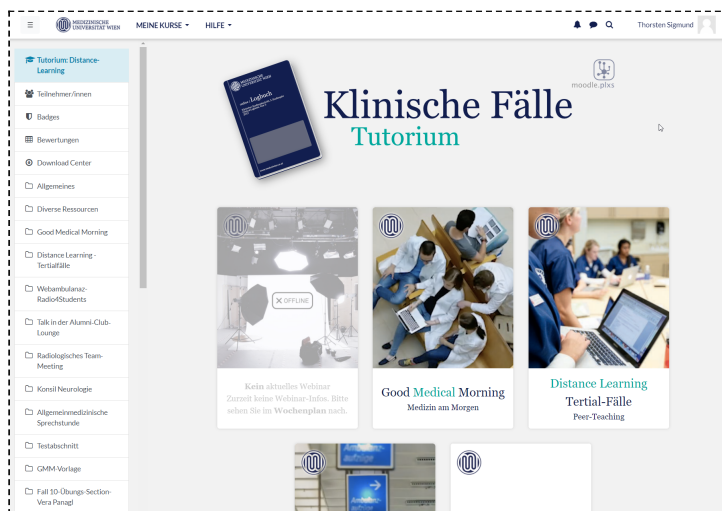 MEDIZINISCHE
UNIVERSITÄT WIEN
MEINE KURSE
HILFE
Thorsten Sigmund
Tutorium: Distance-
Learning
Teilnehmer/innen
Badges
Bewertungen
Download Center
Allgemeines
Diverse Ressourcen
Good Medical Morning
Distance Learning -
Tertialfälle
Webambulanaz-
Radio4Students
Talk in der Alumni-Club-
Lounge
Radiologisches Team-
Meeting
Konsil Neurologie
Allgemeinmedizinische
Sprechstunde
Testabschnitt
GMM-Vorlage
Fall 10-Übungs-Section-
Vera Panagl
MEDIZINISCHE
UNIVERSITÄT WIEN
Logbuch
Klinische Fälle
Tutorium
moodle.plxs
OFFLINE
Kein aktuelles Webinar
Zurzeit keine Webinar-Infos. Bitte
sehen Sie im Wochenplan nach.
Good Medical Morning
Medizin am Morgen
Distance Learning
Tertial-Fälle
Peer-Teaching